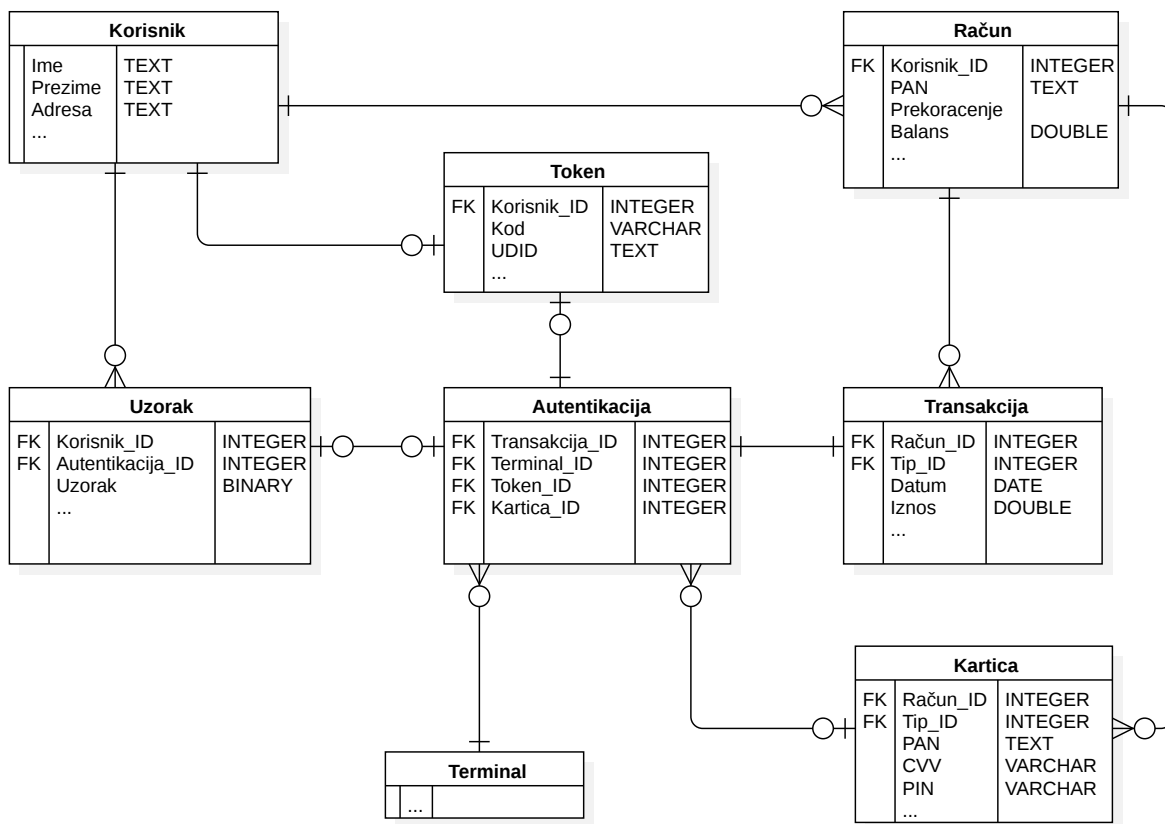 Korisnik
Ime TEXT
Prezime TEXT
Adresa TEXT
...
Račun
FK Korisnik_ID INTEGER
PAN TEXT
Prekoracenje
Balans DOUBLE
...
Token
FK Korisnik_ID INTEGER
Kod VARCHAR
UDID TEXT
...
Uzorak
FK Korisnik_ID INTEGER
FK Autentikacija_ID INTEGER
Uzorak BINARY
...
Autentikacija
FK Transakcija_ID INTEGER
FK Terminal_ID INTEGER
FK Token_ID INTEGER
FK Kartica_ID INTEGER
Transakcija
FK Račun_ID INTEGER
FK Tip_ID INTEGER
Datum DATE
Iznos DOUBLE
...
Terminal
...
Kartica
FK Račun_ID INTEGER
FK Tip_ID INTEGER
PAN TEXT
CVV VARCHAR
PIN VARCHAR
...